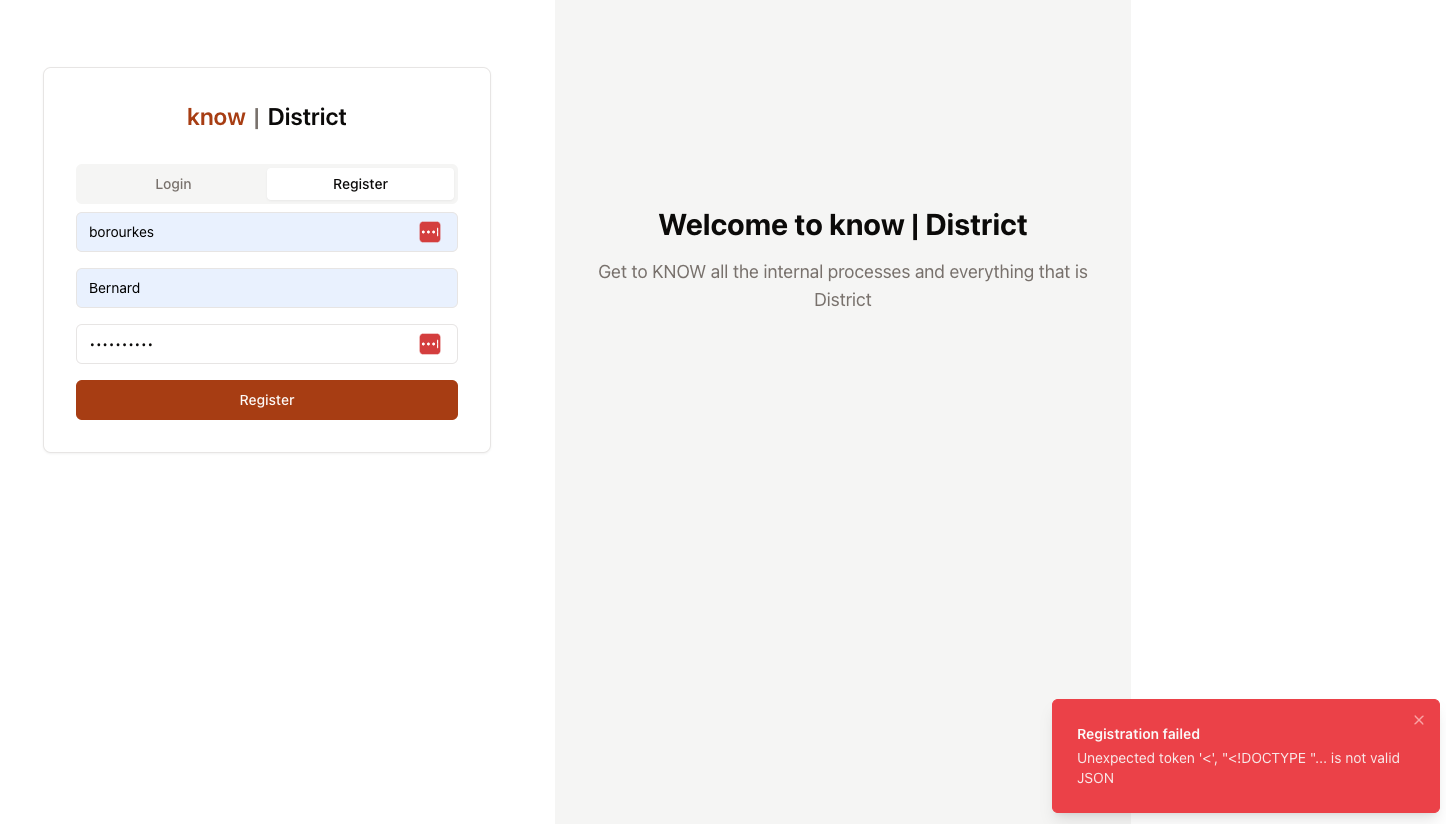 know | District
Login Register
borourkes
Bernard
••••••••••
Register
Welcome to know | District
Get to KNOW all the internal processes and everything that is
District
Registration failed
Unexpected token '<', "<!DOCTYPE "... is not valid
JSON